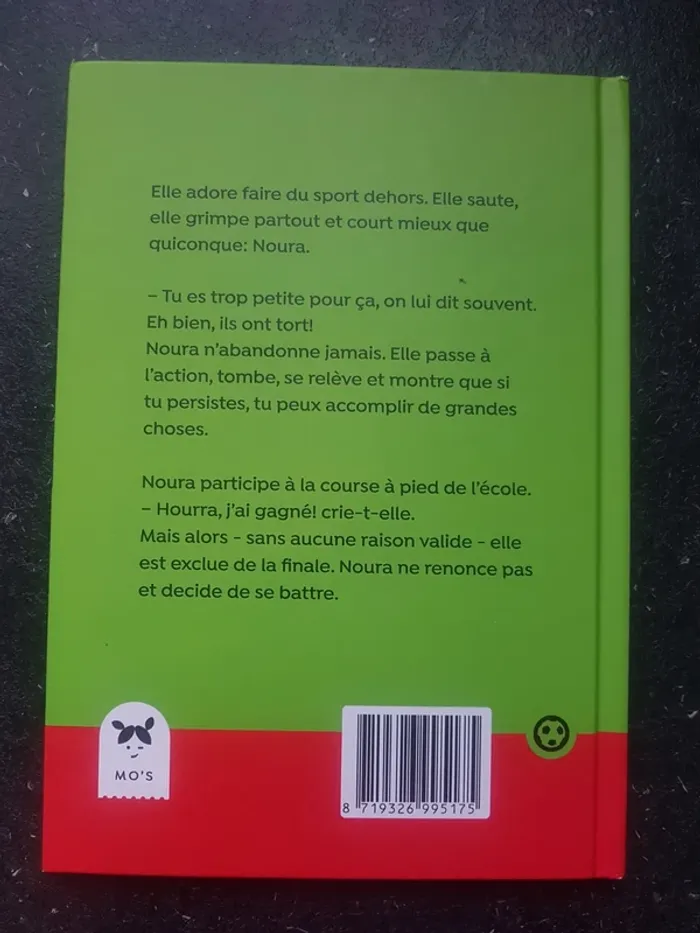 Elle adore faire du sport dehors. Elle saute,
elle grimpe partout et court mieux que
quiconque: Noura.
– Tu es trop petite pour ça, on lui dit souvent.
Eh bien, ils ont tort!
Noura n'abandonne jamais. Elle passe à
l'action, tombe, se relève et montre que si
tu persistes, tu peux accomplir de grandes
choses.
Noura participe à la course à pied de l'école.
– Hourra, j'ai gagné! crie-t-elle.
Mais alors - sans aucune raison valide - elle
est exclue de la finale. Noura ne renonce pas
et decide de se battre.
MO'S
8 719326 995175